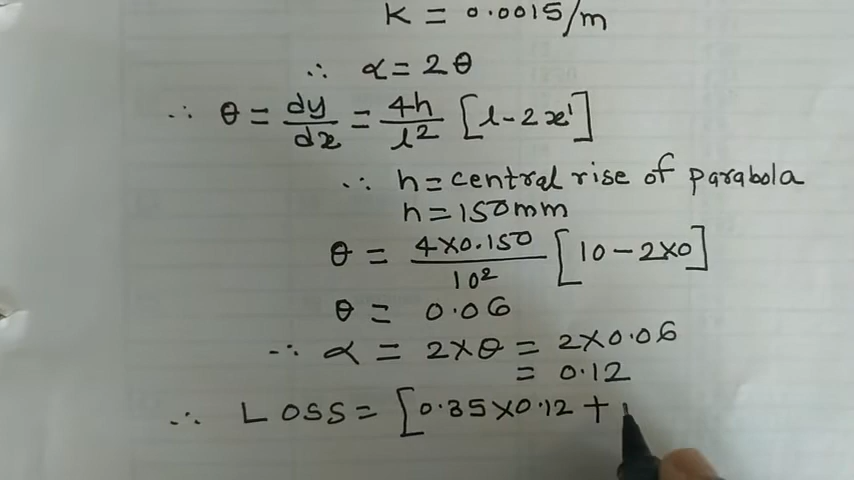 K = 0.0015/m
∴ α = 2θ
∴ θ = dy/dx = 4h/l² [l - 2x']
∴ h = central rise of parabola
h = 150mm
θ = 4×0.150/10² [10 - 2×0]
θ = 0.06
∴ α = 2×θ = 2×0.06
= 0.12
∴ Loss = [0.35×0.12 +